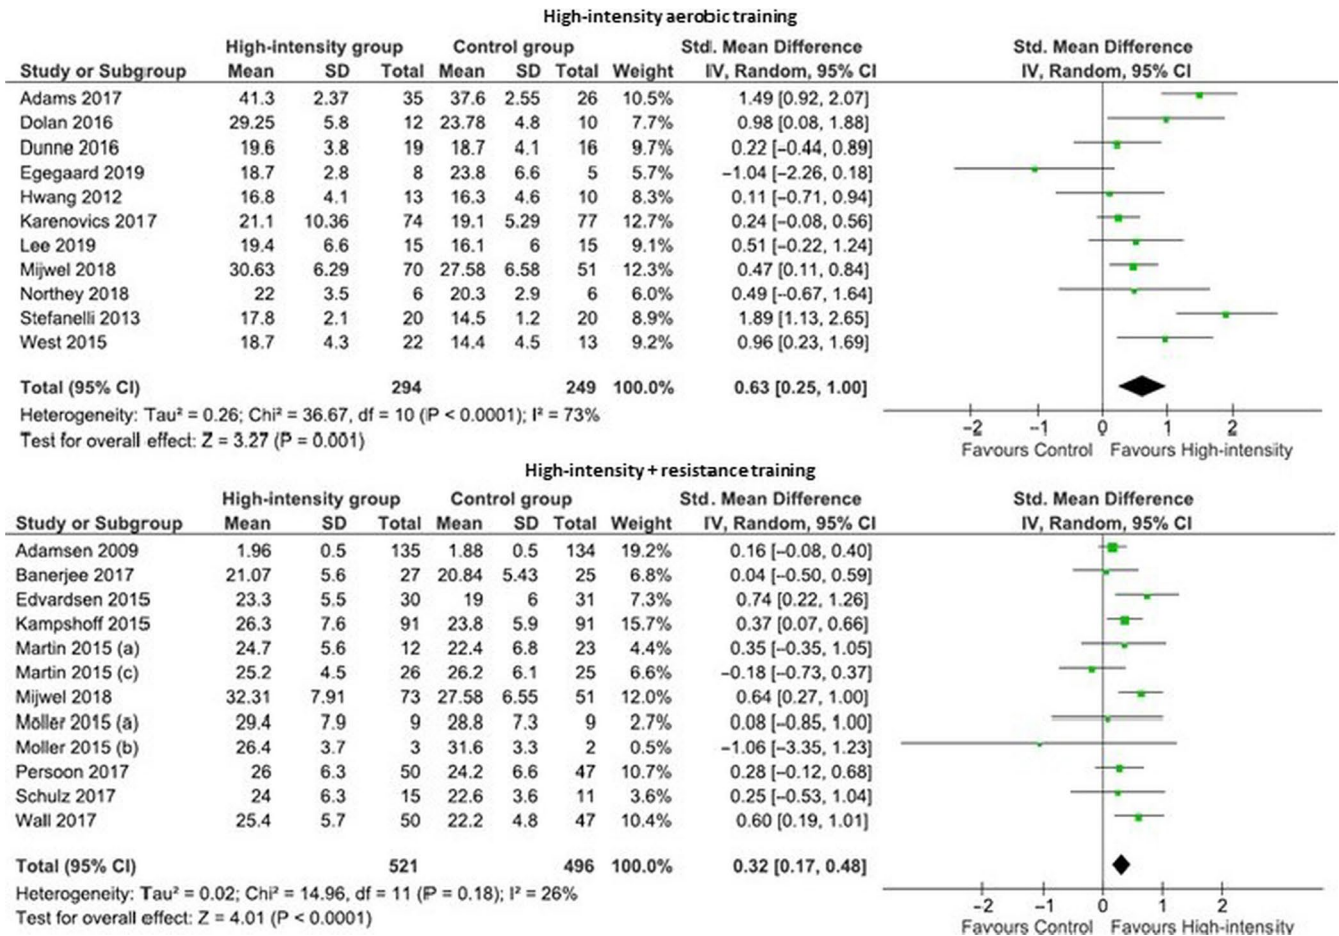 High-intensity aerobic training
High-intensity group Control group Std. Mean Difference Std. Mean Difference
Study or Subgroup Mean SD Total Mean SD Total Weight IV, Random, 95% CI IV, Random, 95% CI
Adams 2017 41.3 2.37 35 37.6 2.55 26 10.5% 1.49 [0.92, 2.07]
Dolan 2016 29.25 5.8 12 23.78 4.8 10 7.7% 0.98 [0.08, 1.88]
Dunne 2016 19.6 3.8 19 18.7 4.1 16 9.7% 0.22 [−0.44, 0.89]
Egegaard 2019 18.7 2.8 8 23.8 6.6 5 5.7% −1.04 [−2.26, 0.18]
Hwang 2012 16.8 4.1 13 16.3 4.6 10 8.3% 0.11 [−0.71, 0.94]
Karenovics 2017 21.1 10.36 74 19.1 5.29 77 12.7% 0.24 [−0.08, 0.56]
Lee 2019 19.4 6.6 15 16.1 6 15 9.1% 0.51 [−0.22, 1.24]
Mijwel 2018 30.63 6.29 70 27.58 6.58 51 12.3% 0.47 [0.11, 0.84]
Northey 2018 22 3.5 6 20.3 2.9 6 6.0% 0.49 [−0.67, 1.64]
Stefanelli 2013 17.8 2.1 20 14.5 1.2 20 8.9% 1.89 [1.13, 2.65]
West 2015 18.7 4.3 22 14.4 4.5 13 9.2% 0.96 [0.23, 1.69]
Total (95% CI) 294 249 100.0% 0.63 [0.25, 1.00]
Heterogeneity: Tau² = 0.26; Chi² = 36.67, df = 10 (P < 0.0001); I² = 73%
Test for overall effect: Z = 3.27 (P = 0.001)
−2 −1 0 1 2
Favours Control Favours High-intensity
High-intensity + resistance training
High-intensity group Control group Std. Mean Difference Std. Mean Difference
Study or Subgroup Mean SD Total Mean SD Total Weight IV, Random, 95% CI IV, Random, 95% CI
Adamsen 2009 1.96 0.5 135 1.88 0.5 134 19.2% 0.16 [−0.08, 0.40]
Banerjee 2017 21.07 5.6 27 20.84 5.43 25 6.8% 0.04 [−0.50, 0.59]
Edvardsen 2015 23.3 5.5 30 19 6 31 7.3% 0.74 [0.22, 1.26]
Kampshoff 2015 26.3 7.6 91 23.8 5.9 91 15.7% 0.37 [0.07, 0.66]
Martin 2015 (a) 24.7 5.6 12 22.4 6.8 23 4.4% 0.35 [−0.35, 1.05]
Martin 2015 (c) 25.2 4.5 26 26.2 6.1 25 6.6% −0.18 [−0.73, 0.37]
Mijwel 2018 32.31 7.91 73 27.58 6.55 51 12.0% 0.64 [0.27, 1.00]
Moller 2015 (a) 29.4 7.9 9 28.8 7.3 9 2.7% 0.08 [−0.85, 1.00]
Moller 2015 (b) 26.4 3.7 3 31.6 3.3 2 0.5% −1.06 [−3.35, 1.23]
Persoon 2017 26 6.3 50 24.2 6.6 47 10.7% 0.28 [−0.12, 0.68]
Schulz 2017 24 6.3 15 22.6 3.6 11 3.6% 0.25 [−0.53, 1.04]
Wall 2017 25.4 5.7 50 22.2 4.8 47 10.4% 0.60 [0.19, 1.01]
Total (95% CI) 521 496 100.0% 0.32 [0.17, 0.48]
Heterogeneity: Tau² = 0.02; Chi² = 14.96, df = 11 (P = 0.18); I² = 26%
Test for overall effect: Z = 4.01 (P < 0.0001)
−2 −1 0 1 2
Favours Control Favours High-intensity